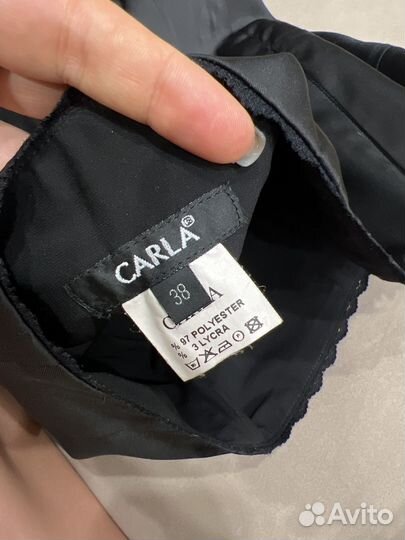 CARLA®
38
% 97 POLYESTER
% 3 LYCRA
Avito